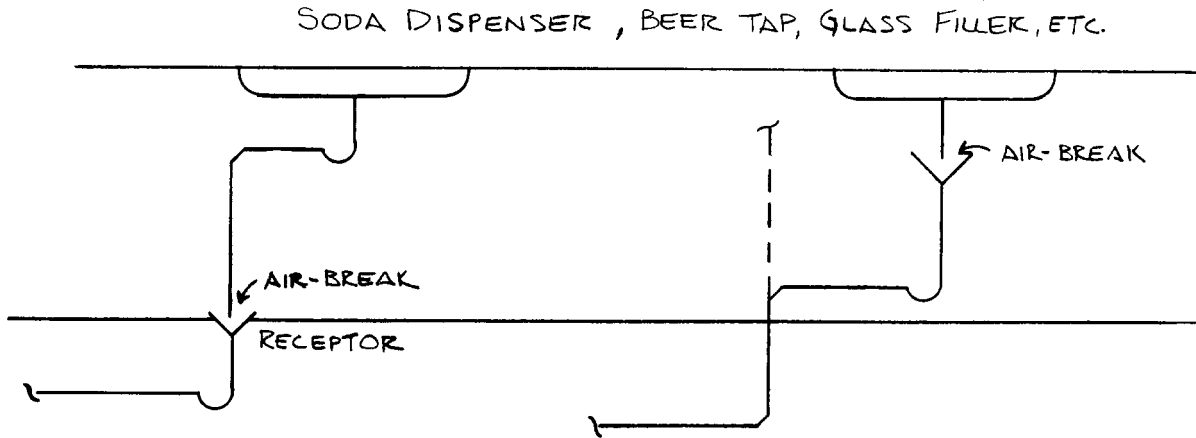 SODA DISPENSER, BEER TAP, GLASS FILLER, ETC.
AIR-BREAK
AIR-BREAK
RECEPTOR